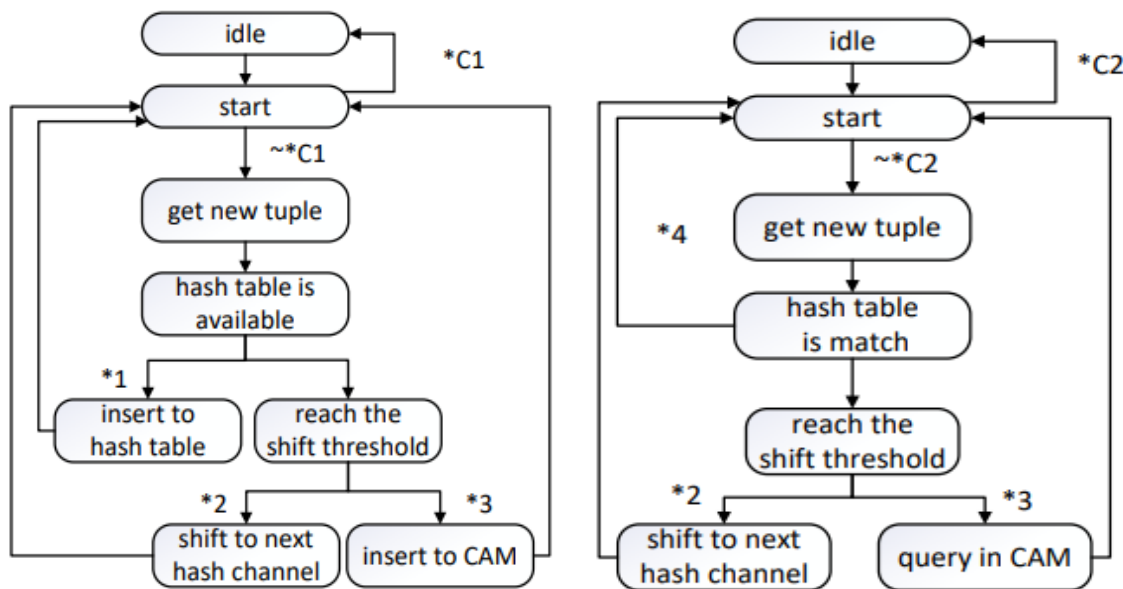 idle
*C1
start
~*C1
get new tuple
hash table is
available
*1
insert to
hash table
reach the
shift threshold
*2
*3
shift to next
hash channel
insert to CAM
idle
*C2
start
~*C2
get new tuple
*4
hash table
is match
reach the
shift threshold
*2
*3
shift to next
hash channel
query in CAM